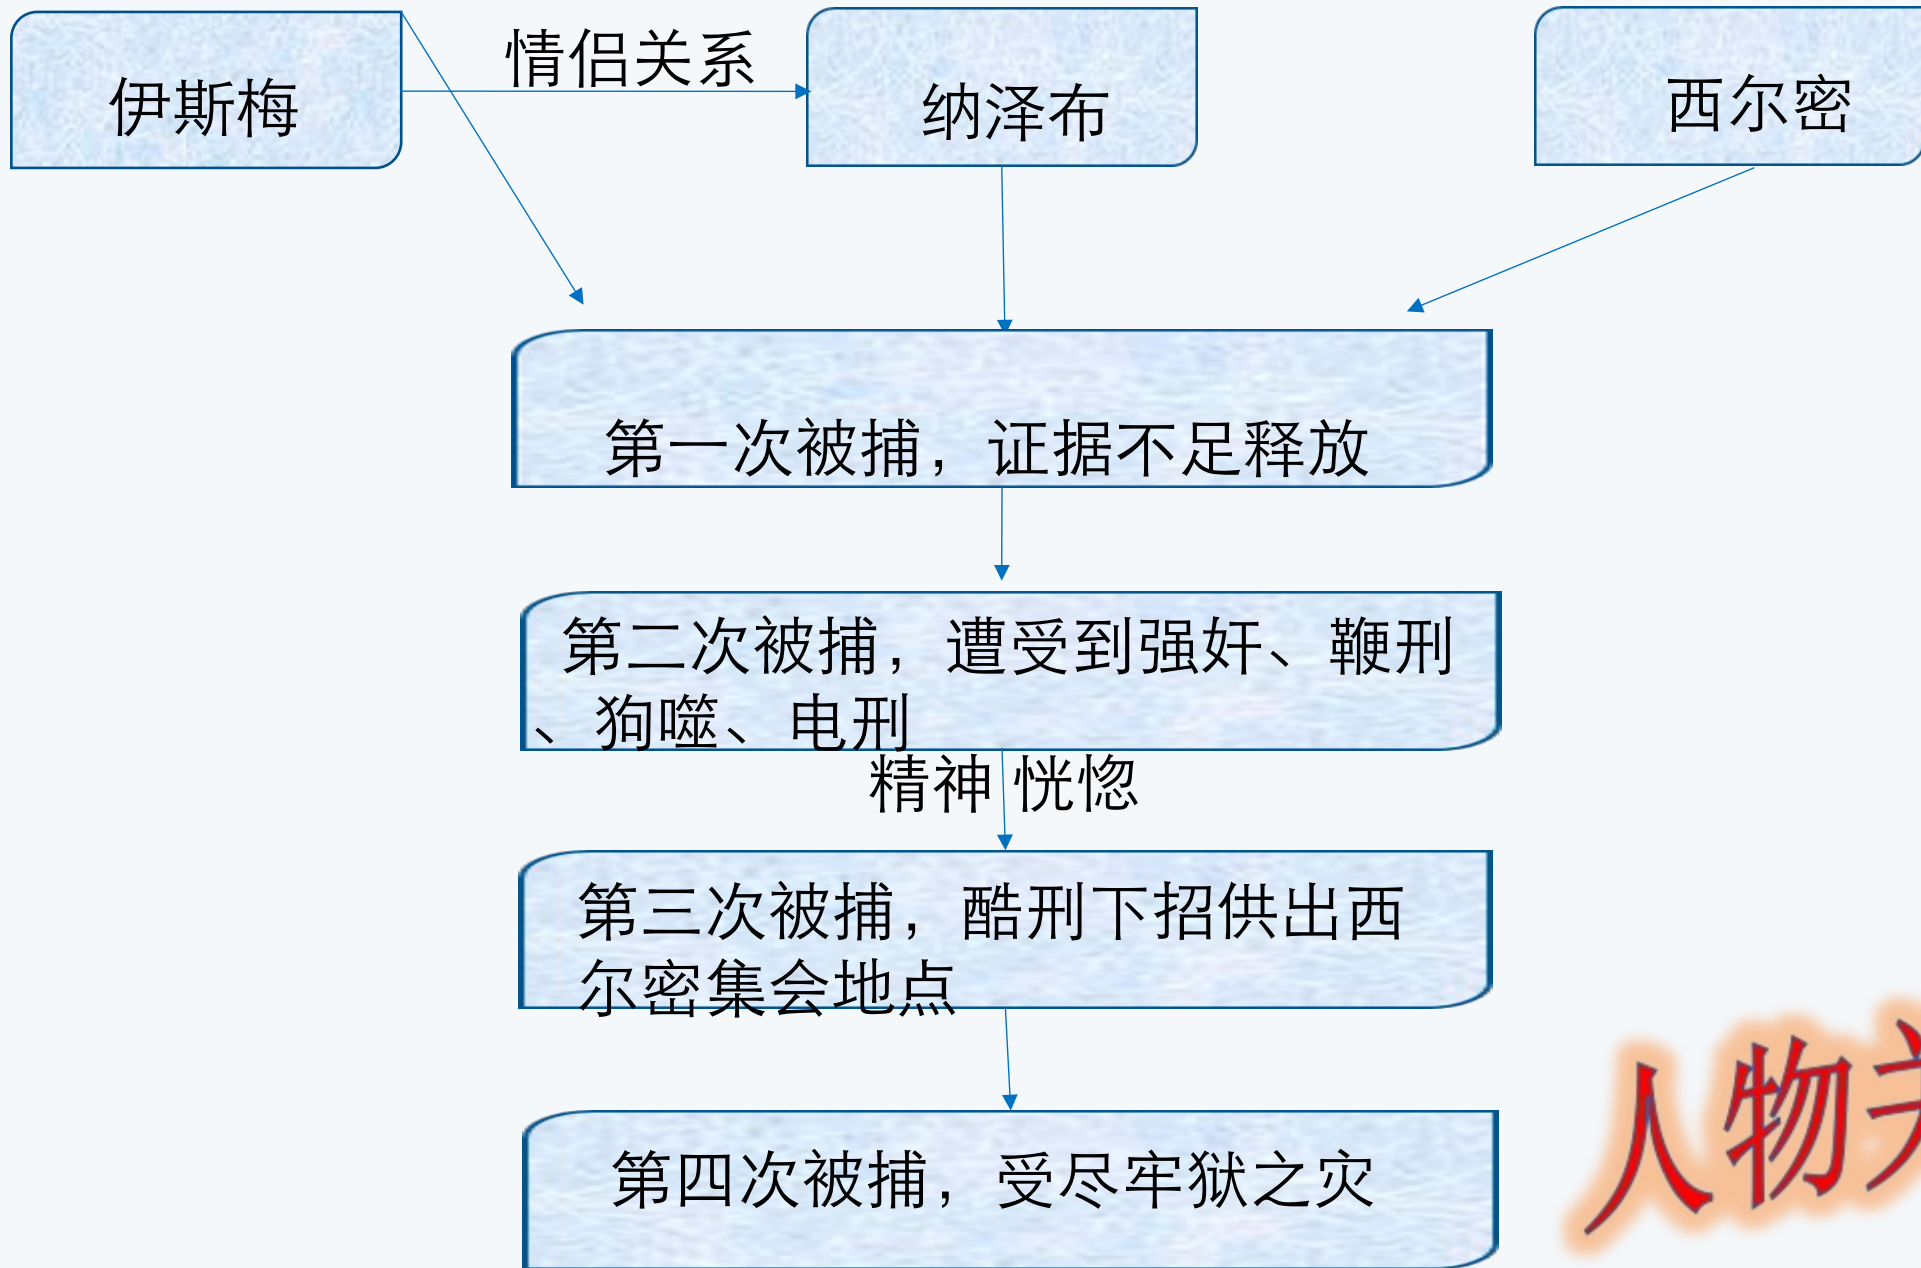 伊斯梅
情侣关系
纳泽布
西尔密
第一次被捕，证据不足释放
第二次被捕，遭受到强奸、鞭刑
、狗噬、电刑
精神 恍惚
第三次被捕，酷刑下招供出西
尔密集会地点
第四次被捕，受尽牢狱之灾
人物